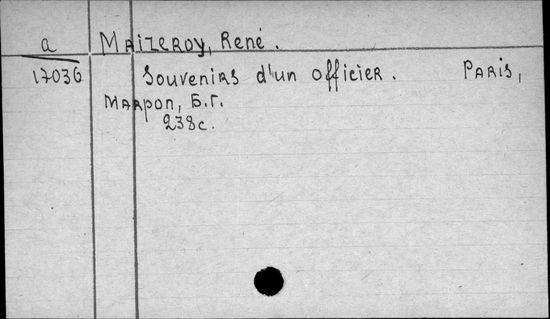 a Maizeroy, René.
17036 Souvenirs d'un officier. Paris,
Marpon, Б.Г.
238с.